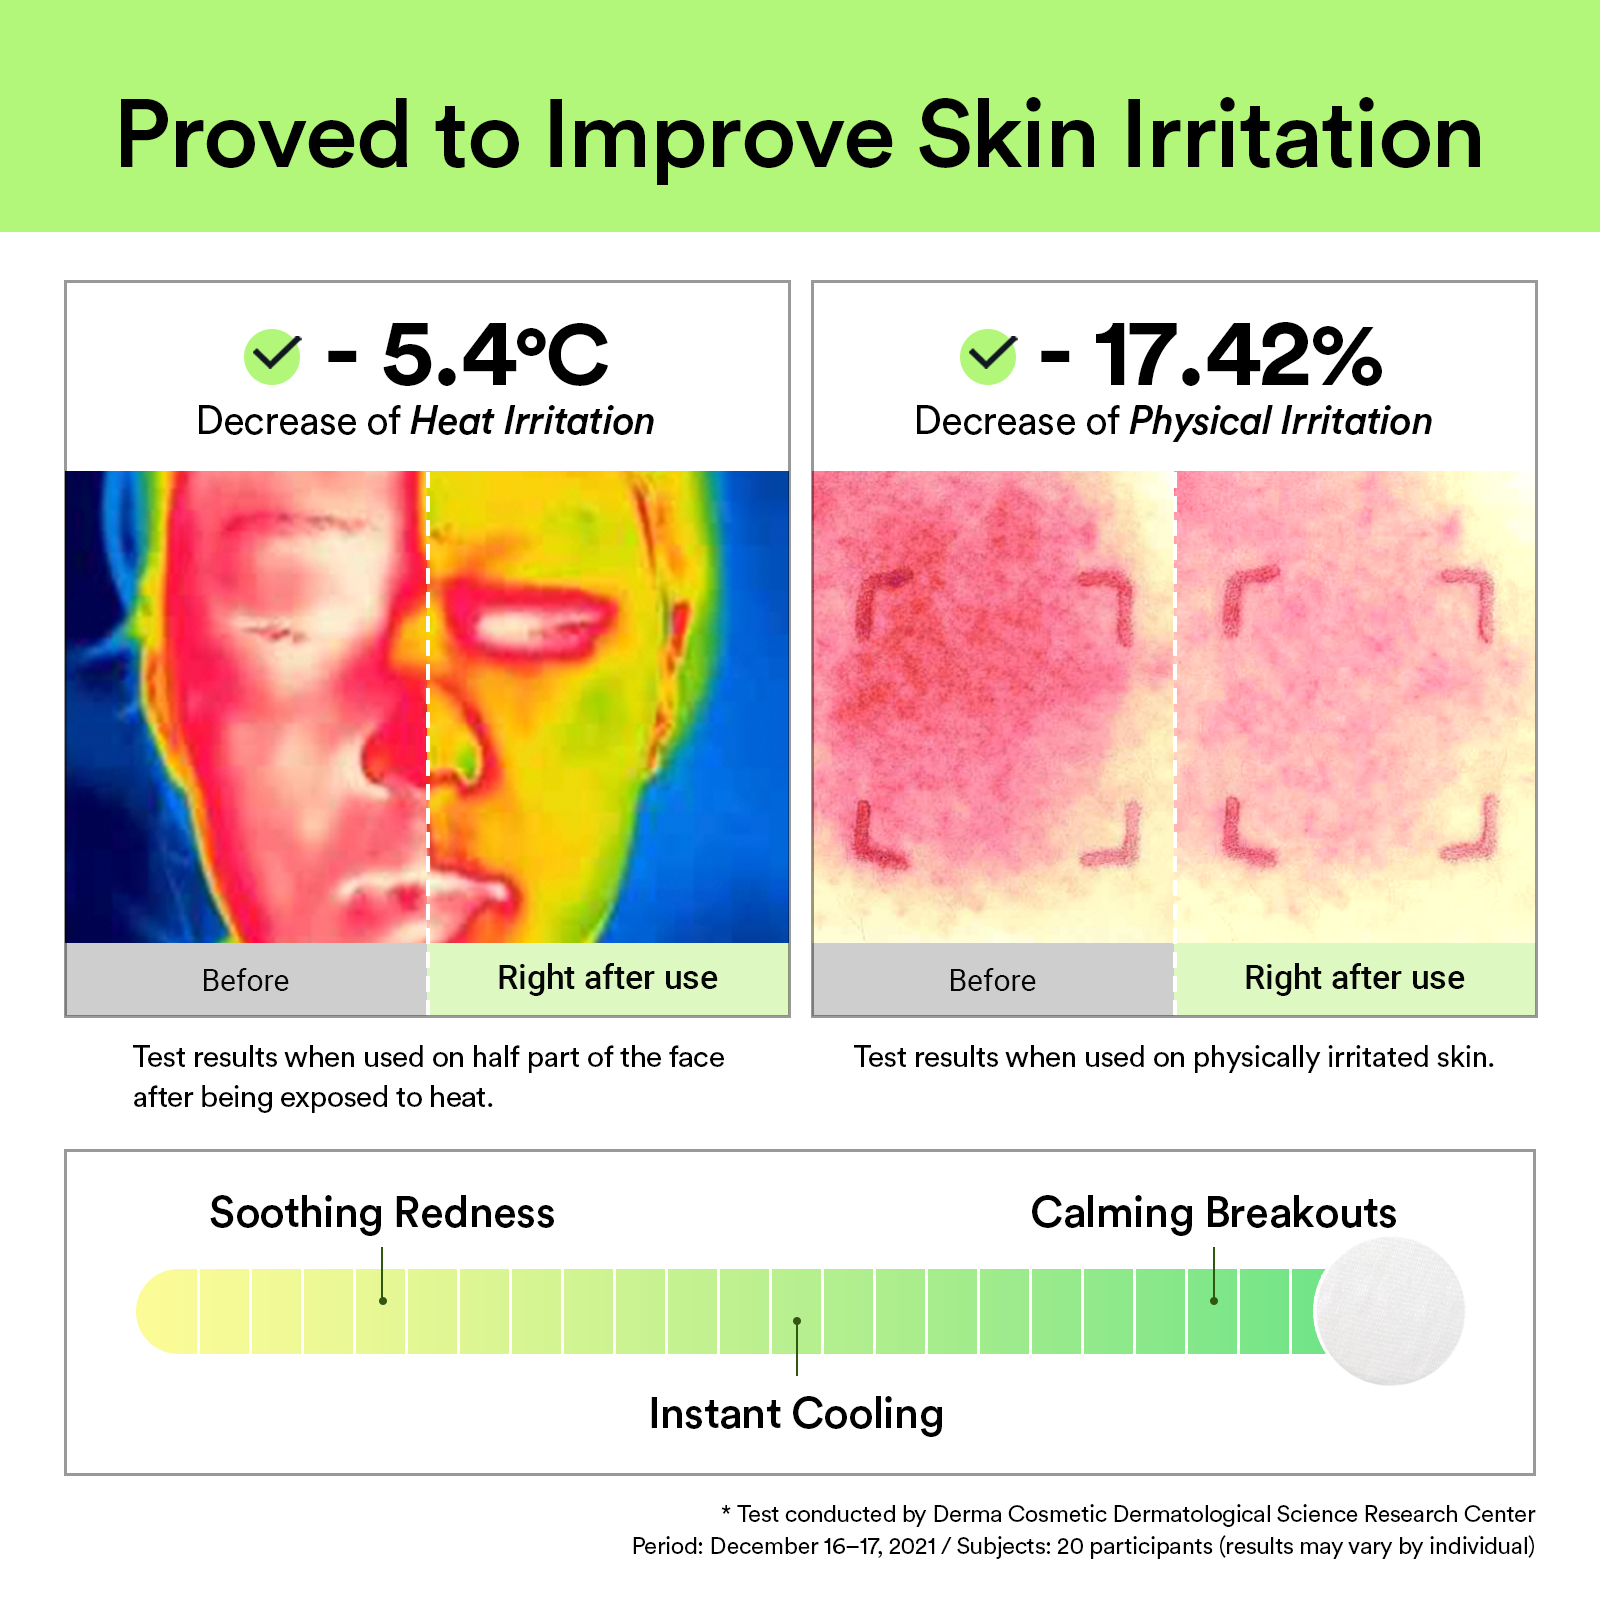 Proved to Improve Skin Irritation
- 5.4°C
Decrease of Heat Irritation
- 17.42%
Decrease of Physical Irritation
Before
Right after use
Before
Right after use
Test results when used on half part of the face
after being exposed to heat.
Test results when used on physically irritated skin.
Soothing Redness
Calming Breakouts
Instant Cooling
* Test conducted by Derma Cosmetic Dermatological Science Research Center
Period: December 16–17, 2021 / Subjects: 20 participants (results may vary by individual)